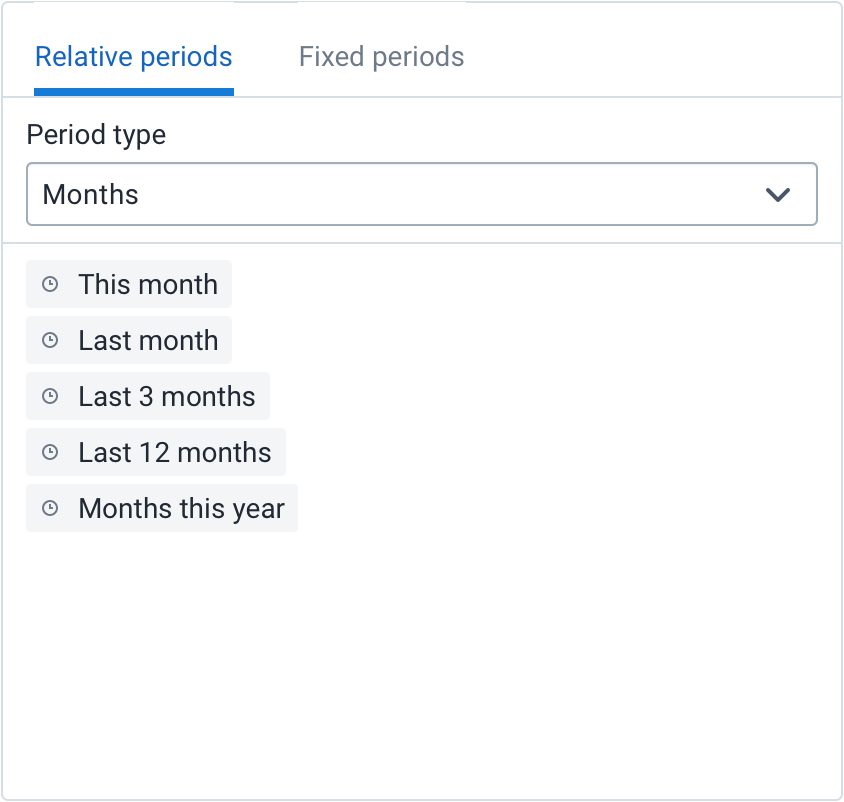 Relative periods Fixed periods
Period type
Months
This month
Last month
Last 3 months
Last 12 months
Months this year